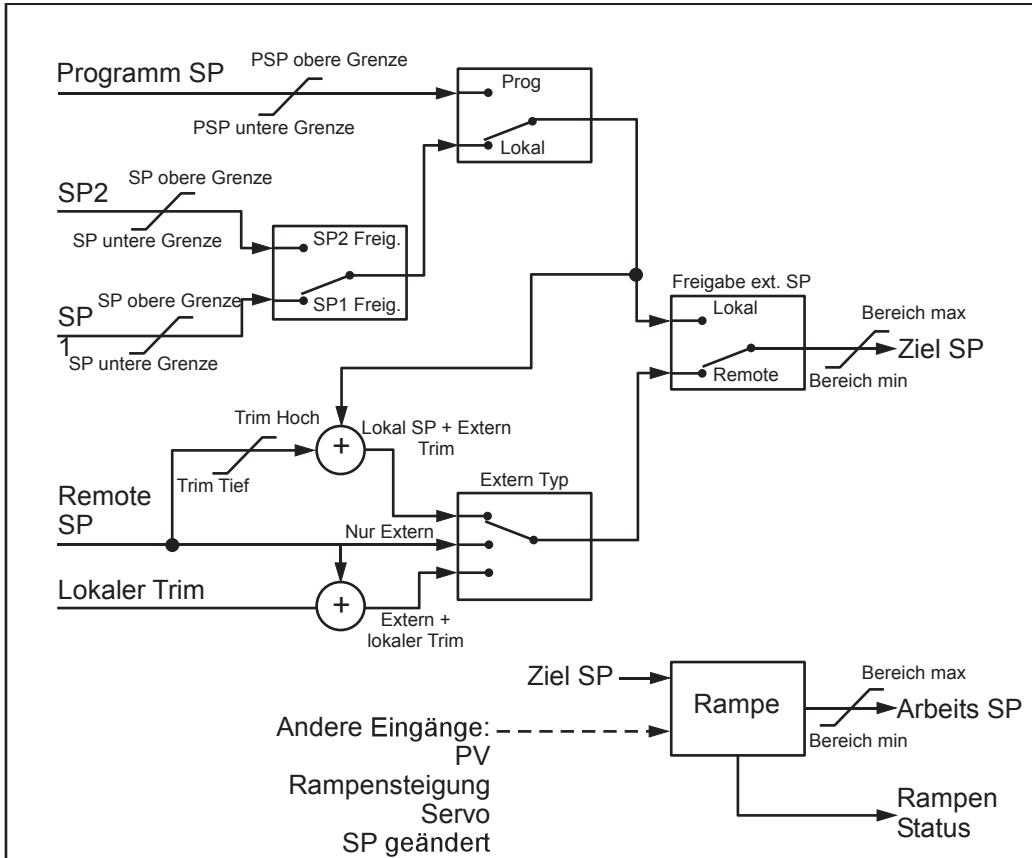 PSP obere Grenze
Programm SP
Prog
PSP untere Grenze
Lokal
SP obere Grenze
SP2
SP untere Grenze
SP2 Freig.
Freigabe ext. SP
SP obere Grenze
SP1 Freig.
Lokal
Bereich max
SP
1
Ziel SP
SP untere Grenze
Remote
Bereich min
Trim Hoch
Lokal SP + Extern
Trim
+
Trim Tief
Extern Typ
Remote
SP
Nur Extern
Lokaler Trim
+
Extern +
lokaler Trim
Ziel SP
Bereich max
Rampe
Arbeits SP
Andere Eingänge:
Bereich min
PV
Rampensteigung
Servo
SP geändert
Rampen
Status